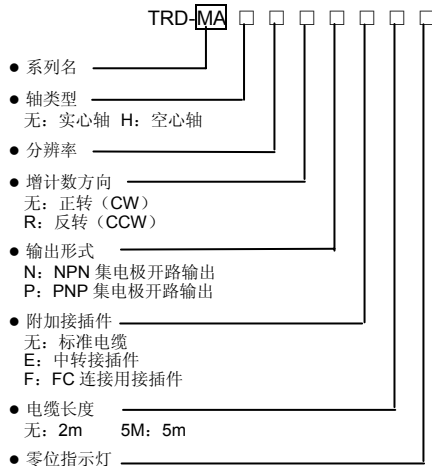 TRD-MA □ □ □ □ □ □ □
● 系列名
● 轴类型
无：实心轴 H：空心轴
● 分辨率
● 增计数方向
无：正转（CW）
R：反转（CCW）
● 输出形式
N：NPN 集电极开路输出
P：PNP 集电极开路输出
● 附加接插件
无：标准电缆
E：中转接插件
F：FC 连接用接插件
● 电缆长度
无：2m 5M：5m
● 零位指示灯